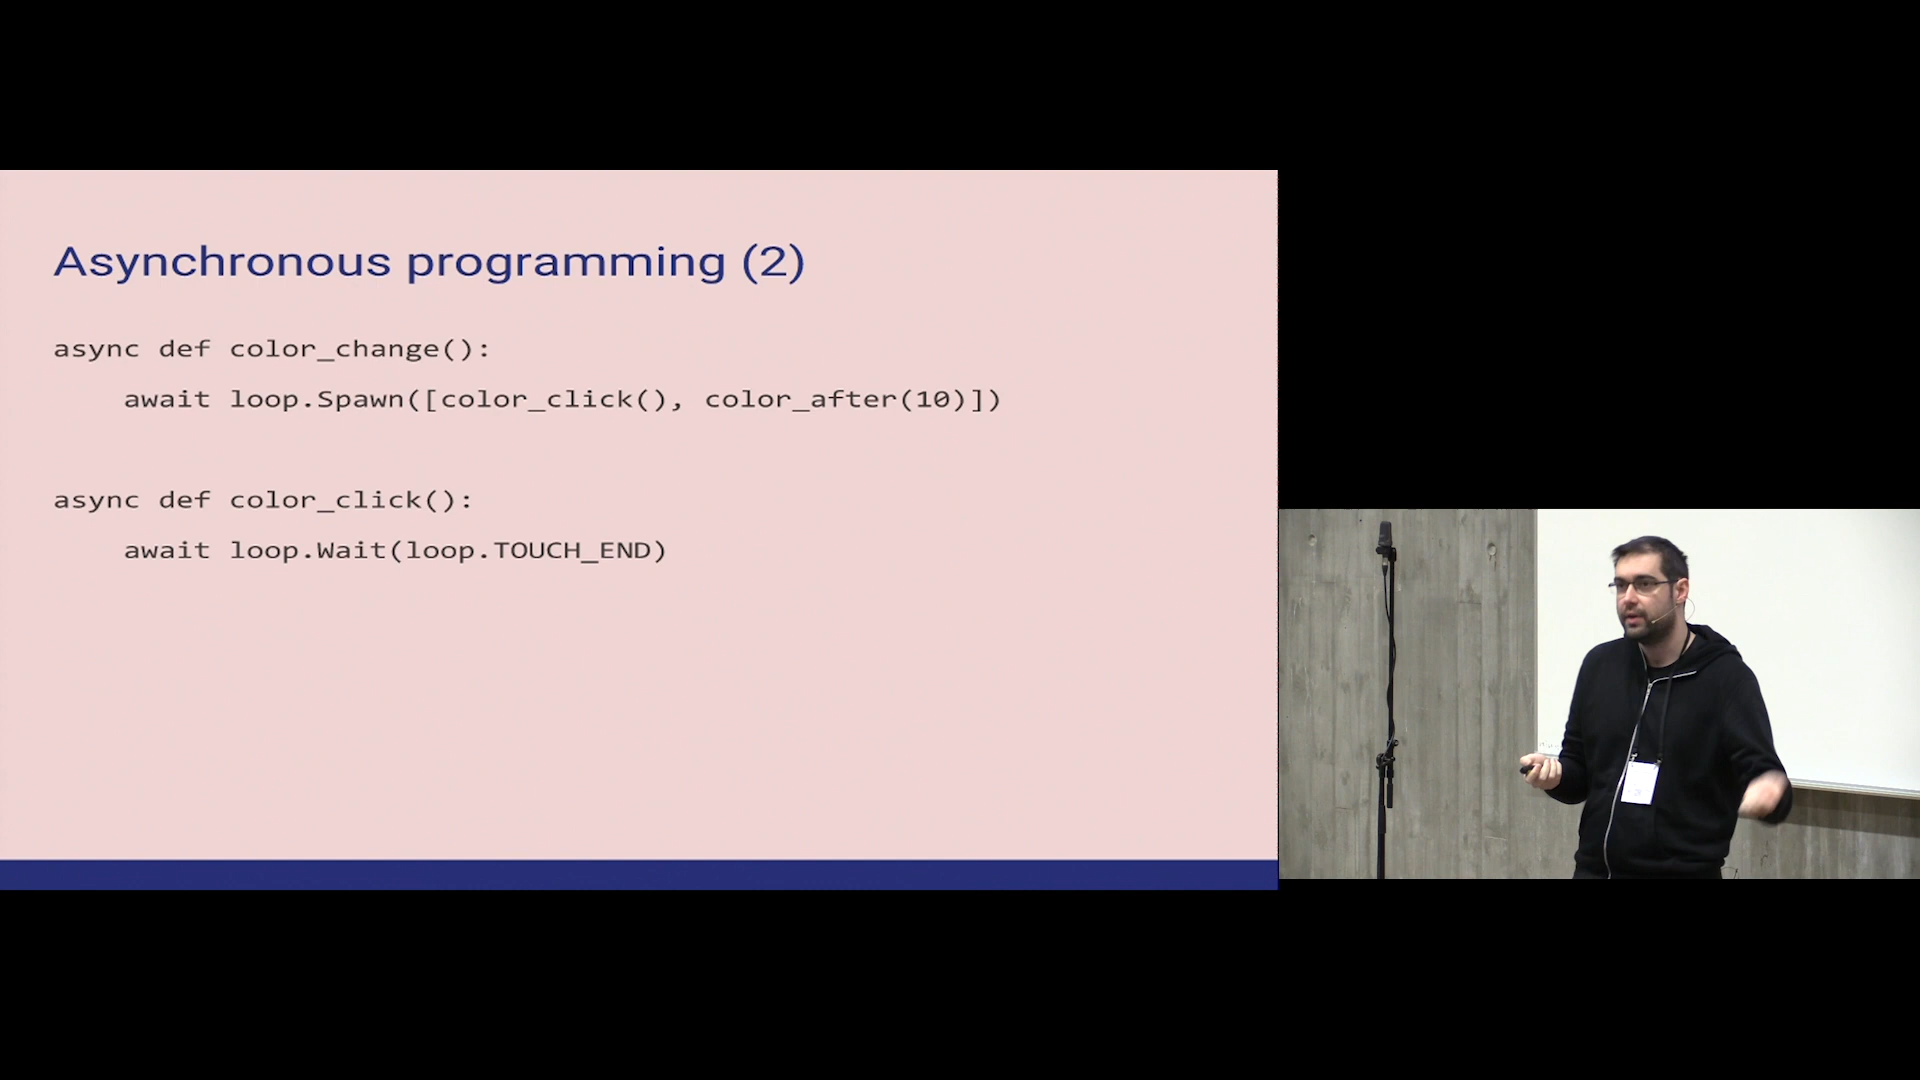 Asynchronous programming (2)
async def color_change():
await loop.Spawn([color_click(), color_after(10)])
async def color_click():
await loop.Wait(loop.TOUCH_END)